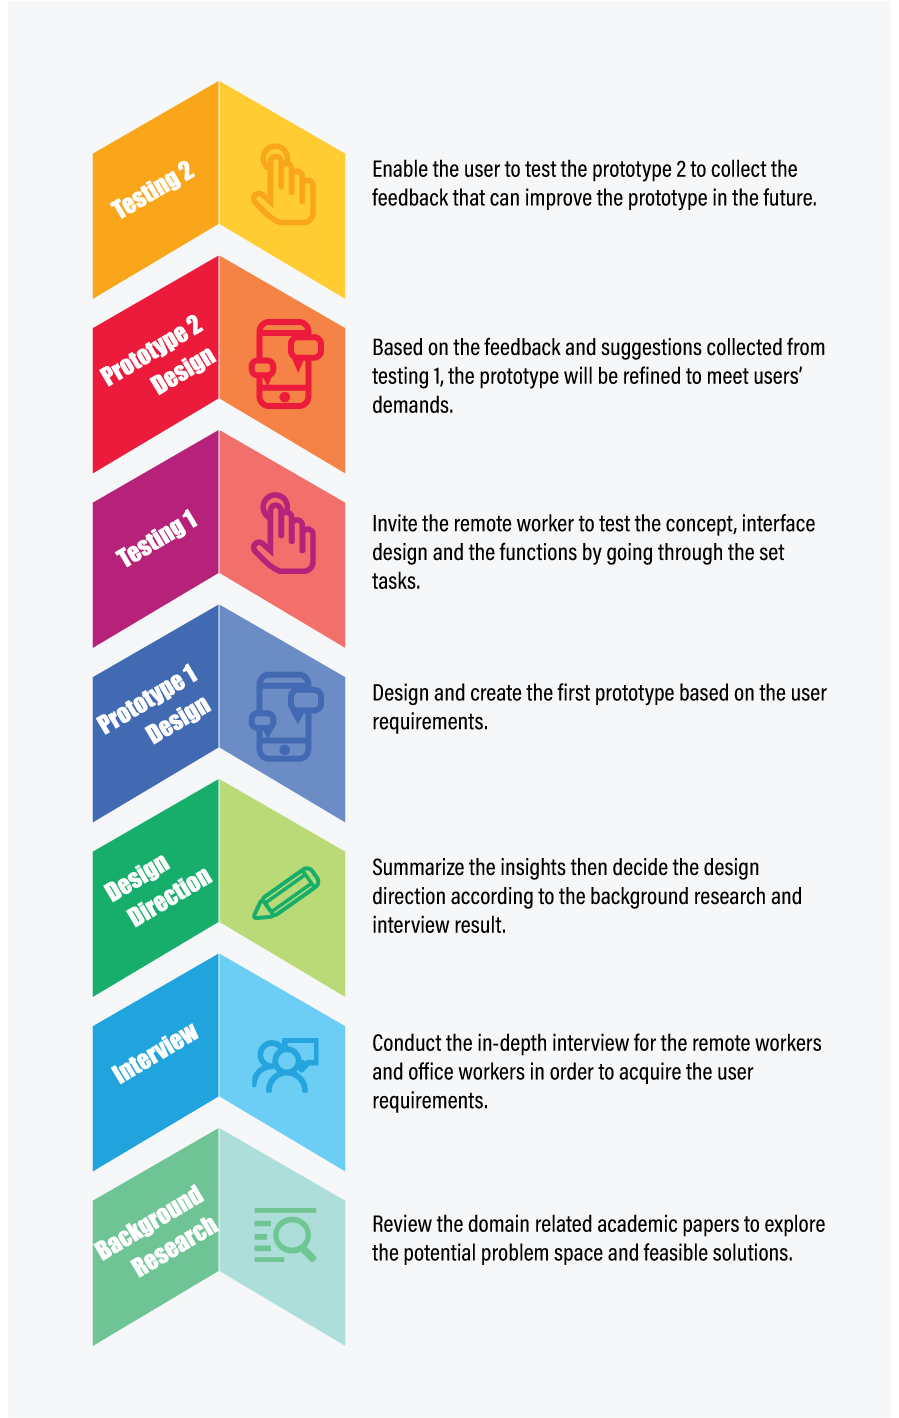 Testing 2
Enable the user to test the prototype 2 to collect the
feedback that can improve the prototype in the future.
Prototype 2
Design
Based on the feedback and suggestions collected from
testing 1, the prototype will be refined to meet users’
demands.
Testing 1
Invite the remote worker to test the concept, interface
design and the functions by going through the set
tasks.
Prototype 1
Design
Design and create the first prototype based on the user
requirements.
Design
Direction
Summarize the insights then decide the design
direction according to the background research and
interview result.
Interview
Conduct the in-depth interview for the remote workers
and office workers in order to acquire the user
requirements.
Background
Research
Review the domain related academic papers to explore
the potential problem space and feasible solutions.